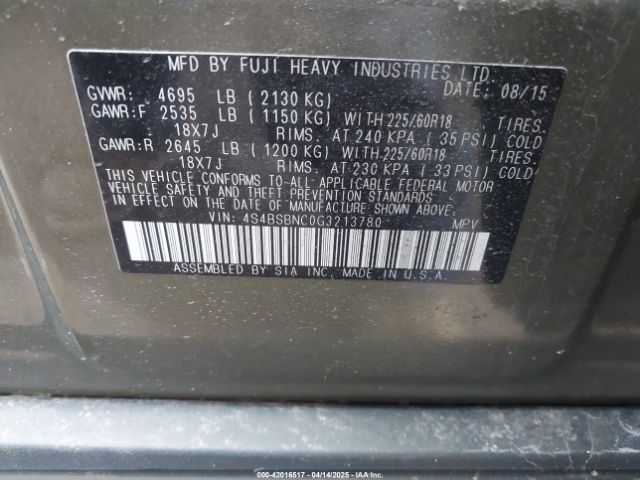 MFD BY FUJI HEAVY INDUSTRIES LTD.
DATE: 08/15
GVWR: 4695 LB ( 2130 KG)
GAWR:F 2535 LB ( 1150 KG) WITH 225/60R18 TIRES.
18X7J RIMS. AT 240 KPA ( 35 PSI) COLD
GAWR:R 2645 LB ( 1200 KG) WITH 225/60R18 TIRES.
18X7J RIMS. AT 230 KPA ( 33 PSI) COLD
THIS VEHICLE CONFORMS TO ALL APPLICABLE FEDERAL MOTOR
VEHICLE SAFETY AND THEFT PREVENTION STANDARDS
IN EFFECT ON THE DATE OF MANUFACTURE SHOWN ABOVE.
VIN: 4S4BSBNC0G3213780 MPV
ASSEMBLED BY SIA INC. MADE IN U.S.A.
000-42016517 - 04/14/2025 - IAAI.COM